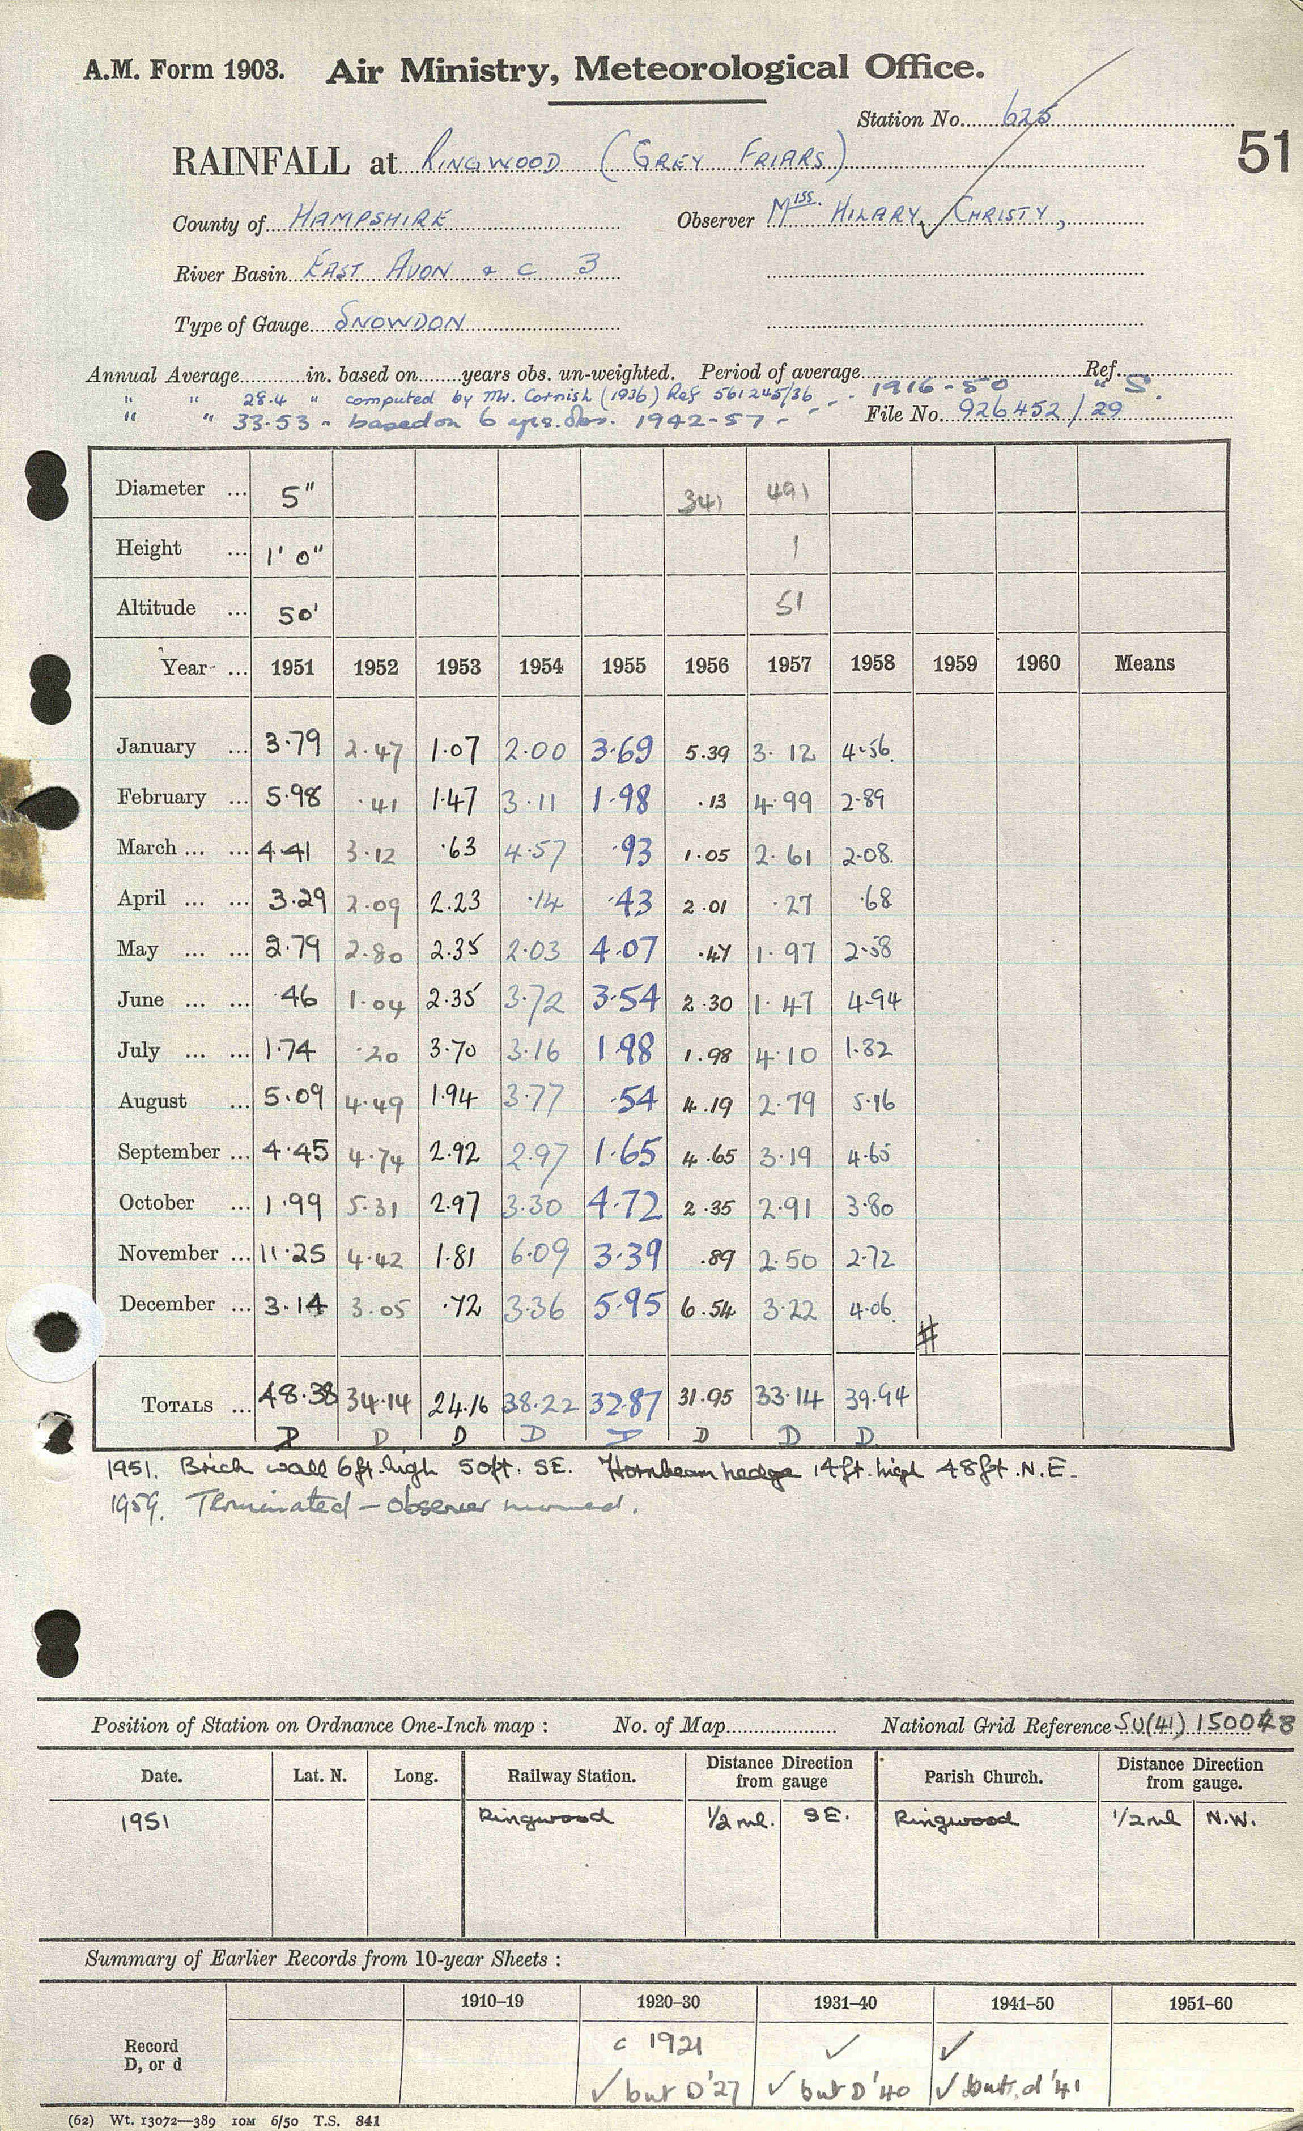 A.M. Form 1903. Air Ministry, Meteorological Office.
Station No. 625
51
RAINFALL at RINGWOOD (GREY FRIARS)
County of HAMPSHIRE Observer Miss. HILARY CHRISTY,
River Basin EAST AVON & C 3
Type of Gauge SNOWDON
Annual Average in. based on years obs. un-weighted. Period of average Ref.
" " 28.4 " computed by Mr. Cornish (1936) Ref 561245/36 1916-50 " S.
" " 33.53 " based on 6 yrs. obs. 1942-57 - File No. 926452/29
Diameter ... 5" 341 491
Height ... 1' 0" 1
Altitude ... 50' 51
Year ... 1951 1952 1953 1954 1955 1956 1957 1958 1959 1960 Means
January ... 3.79 2.47 1.07 2.00 3.69 5.39 3.12 4.56
February ... 5.98 .41 1.47 3.11 1.98 .13 4.99 2.89
March ... ... 4.41 3.12 .63 4.57 .93 1.05 2.61 2.08
April ... ... 3.29 2.09 2.23 .14 .43 2.01 .27 .68
May ... ... 2.79 2.80 2.35 2.03 4.07 .47 1.97 2.58
June ... ... .46 1.04 2.35 3.72 3.54 2.30 1.47 4.94
July ... ... 1.74 .20 3.70 3.16 1.98 1.98 4.10 1.82
August ... 5.09 4.49 1.94 3.77 .54 4.19 2.79 5.16
September ... 4.45 4.74 2.92 2.97 1.65 4.65 3.19 4.65
October ... 1.99 5.31 2.97 3.30 4.72 2.35 2.91 3.80
November ... 11.25 4.42 1.81 6.09 3.39 .89 2.50 2.72
December ... 3.14 3.05 .72 3.36 5.95 6.54 3.22 4.06
#
TOTALS ... 48.38 34.14 24.16 38.22 32.87 31.95 33.14 39.94
D D D D D D D D
1951. Brick wall 6ft. high 50ft. SE. Hornbeam hedge 14ft. high 48ft. N.E.
1959. Terminated - Observer moved.
Position of Station on Ordnance One-Inch map : No. of Map National Grid Reference SU(41) 150048
Date. Lat. N. Long. Railway Station. Distance Direction from gauge Parish Church. Distance Direction from gauge.
1951 Ringwood 1/2 ml. SE. Ringwood 1/2 ml N.W.
Summary of Earlier Records from 10-year Sheets :
1910–19 1920–30 1931–40 1941–50 1951–60
Record c 1921 ✓ ✓
D, or d ✓ but D '27 ✓ but D '40 ✓ but. d '41
(62) Wt. 13072—389 10M 6/50 T.S. 841